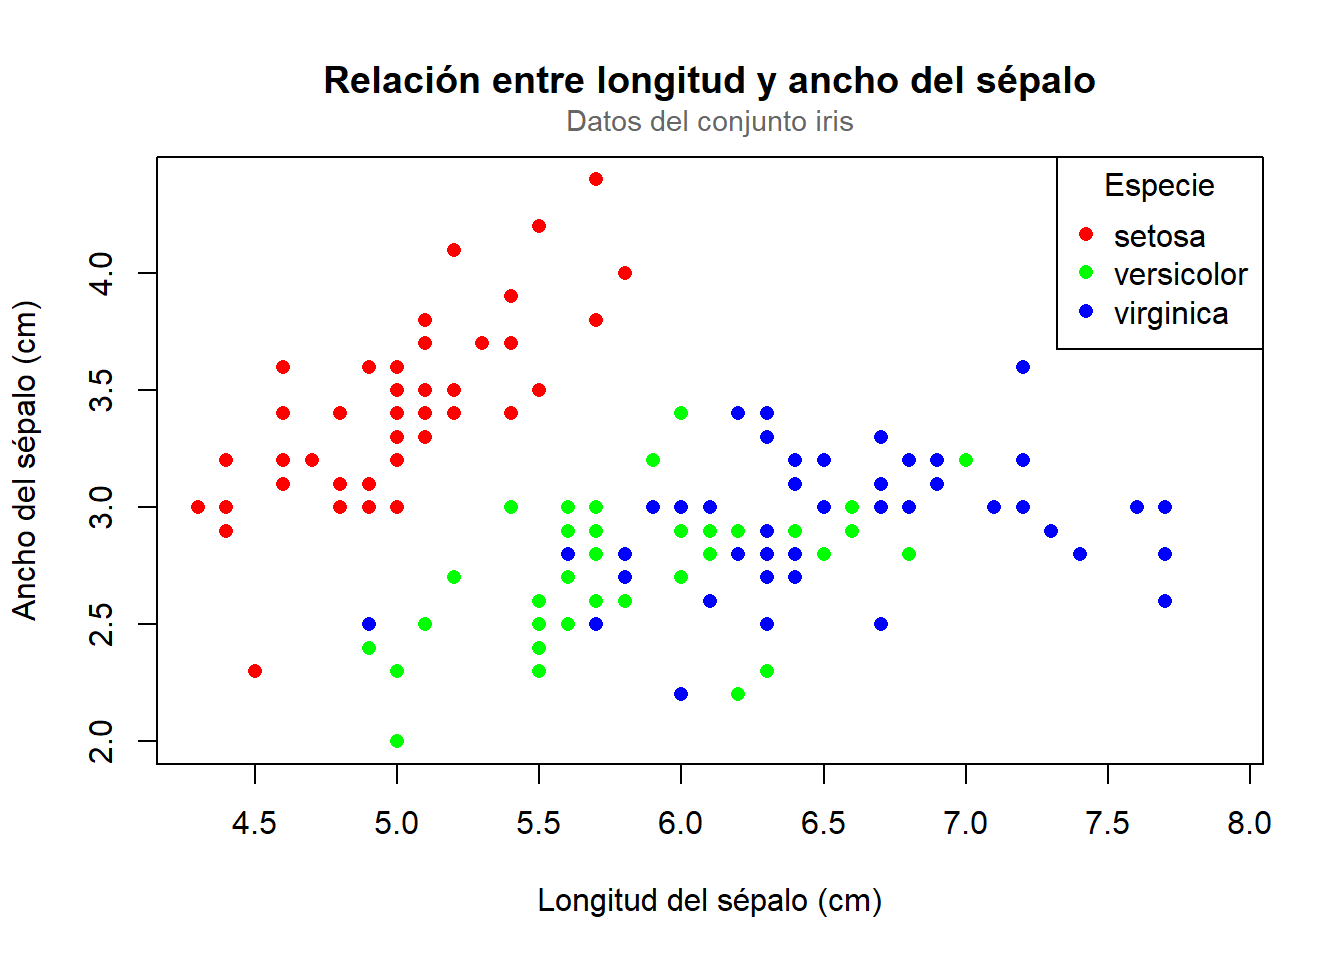 Relación entre longitud y ancho del sépalo
Datos del conjunto iris
Especie
setosa
versicolor
virginica
Ancho del sépalo (cm)
4.0
3.5
3.0
2.5
2.0
4.5 5.0 5.5 6.0 6.5 7.0 7.5 8.0
Longitud del sépalo (cm)